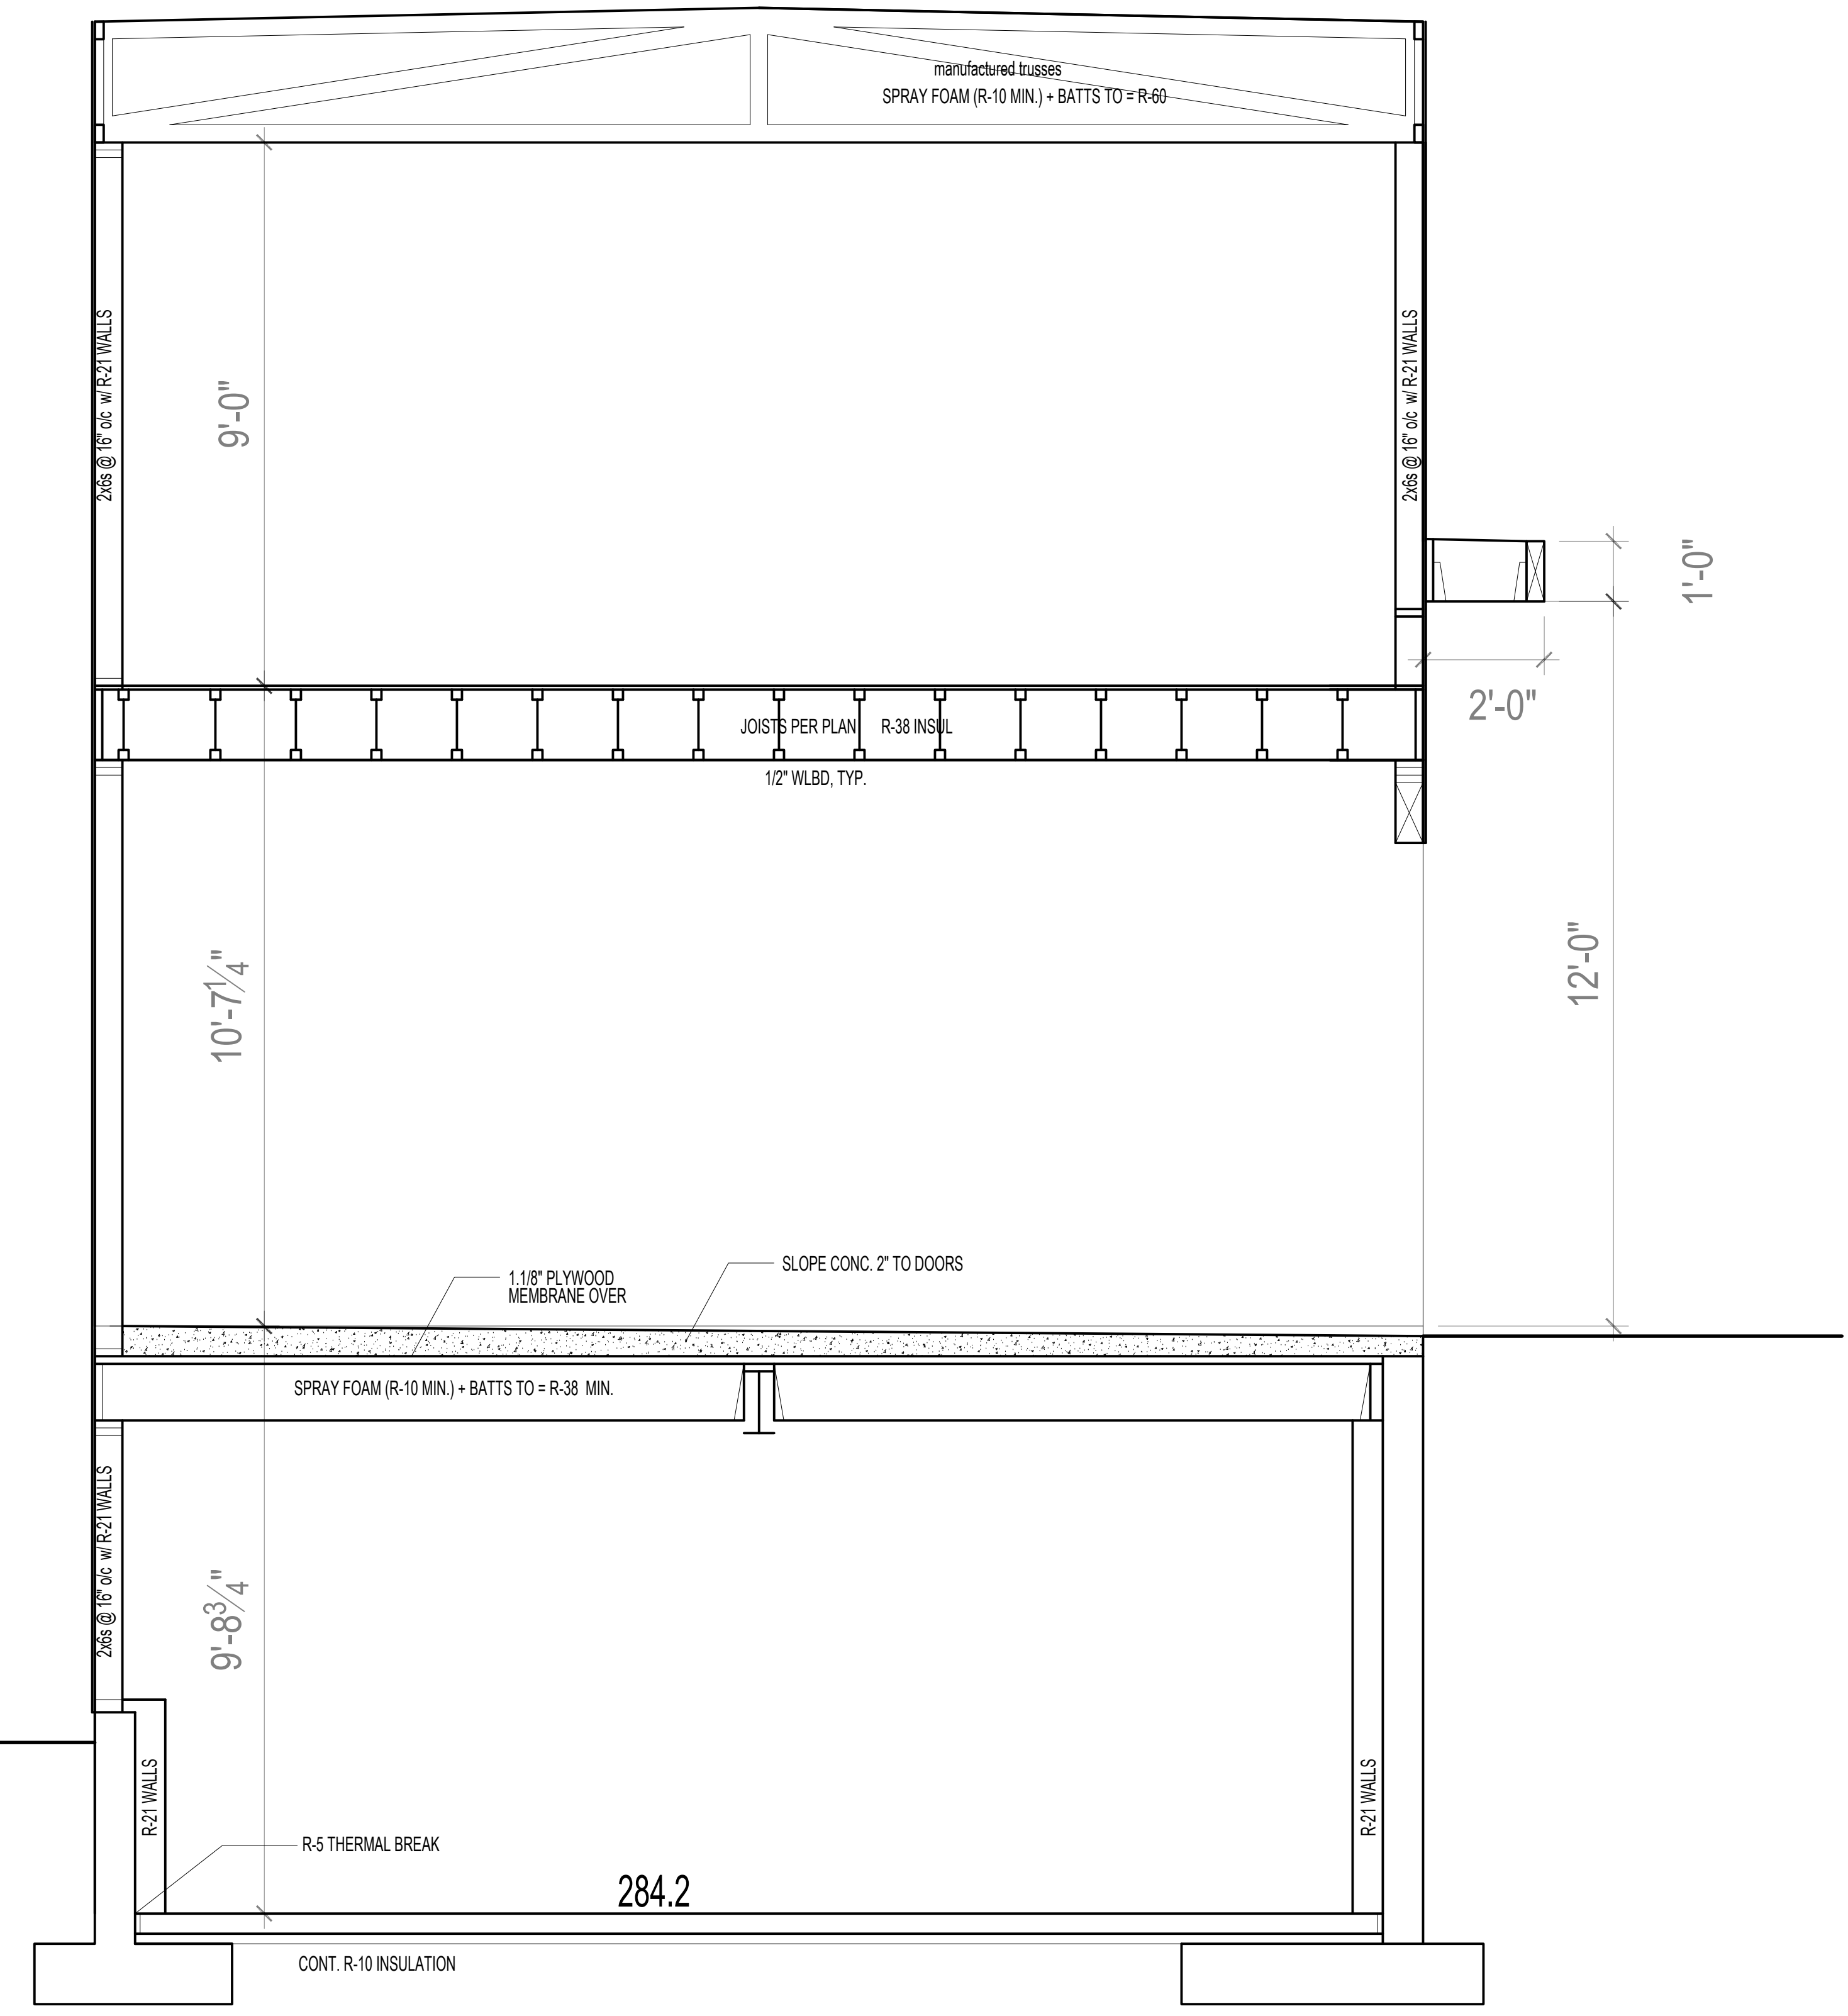 manufactured trusses
SPRAY FOAM (R-10 MIN.) + BATTS TO = R-60
2x6s @ 16" o/c w/ R-21 WALLS
9'-0"
2x6s @ 16" o/c w/ R-21 WALLS
1'-0"
2'-0"
JOISTS PER PLAN R-38 INSUL
1/2" WLBD, TYP.
10'-7 1/4"
12'-0"
SLOPE CONC. 2" TO DOORS
1.1/8" PLYWOOD
MEMBRANE OVER
SPRAY FOAM (R-10 MIN.) + BATTS TO = R-38 MIN.
2x6s @ 16" o/c w/ R-21 WALLS
9'-8 3/4"
R-21 WALLS
R-21 WALLS
R-5 THERMAL BREAK
284.2
CONT. R-10 INSULATION